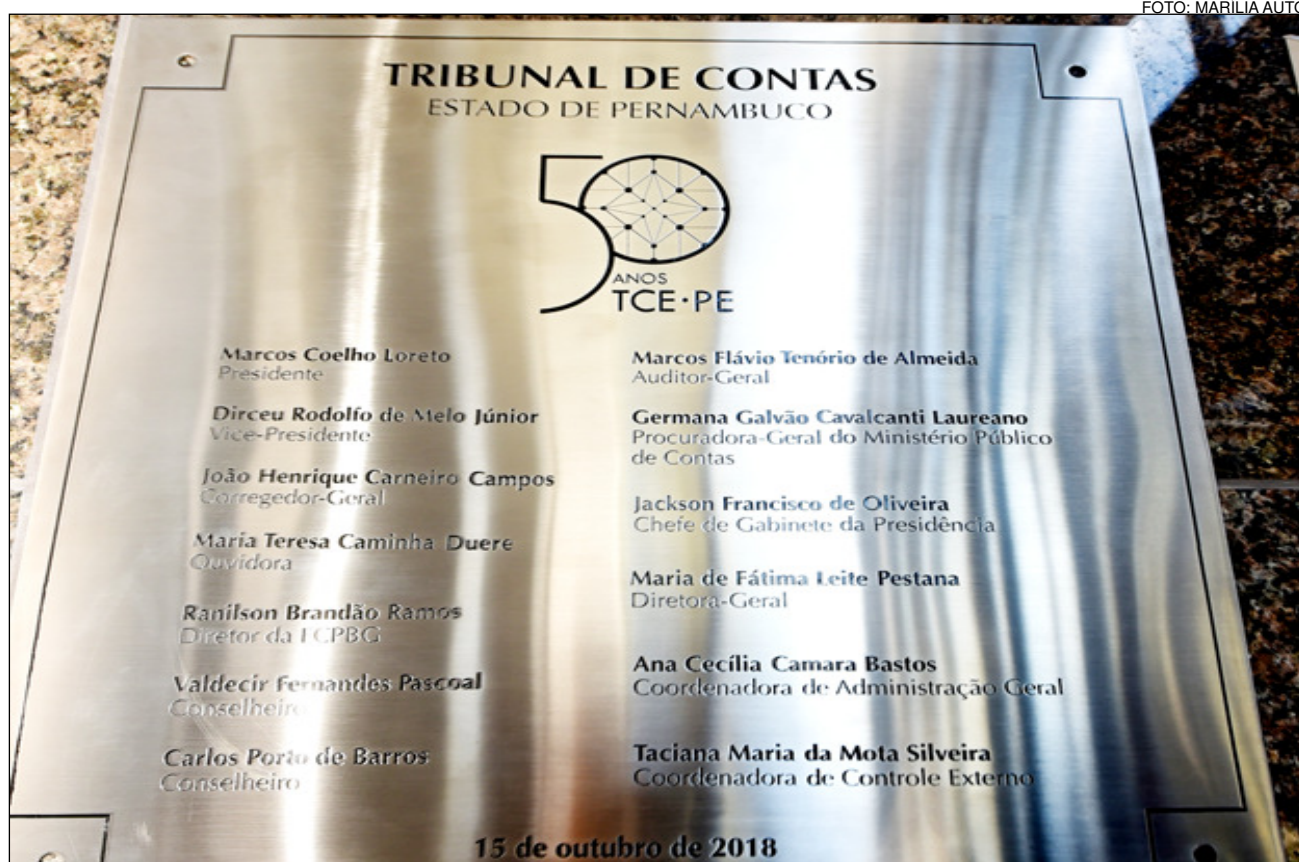 FOTO: MARILIA AUTO
TRIBUNAL DE CONTAS
ESTADO DE PERNAMBUCO
50
ANOS
TCE·PE
Marcos Coelho Loreto
Presidente
Dirceu Rodolfo de Melo Júnior
Vice-Presidente
João Henrique Carneiro Campos
Corregedor-Geral
Maria Teresa Caminha Duere
Ouvidora
Ranilson Brandão Ramos
Diretor da ECPBG
Valdecir Fernandes Pascoal
Conselheiro
Carlos Porto de Barros
Conselheiro
Marcos Flávio Tenório de Almeida
Auditor-Geral
Germana Galvão Cavalcanti Laureano
Procuradora-Geral do Ministério Público
de Contas
Jackson Francisco de Oliveira
Chefe de Gabinete da Presidência
Maria de Fátima Leite Pestana
Diretora-Geral
Ana Cecília Camara Bastos
Coordenadora de Administração Geral
Taciana Maria da Mota Silveira
Coordenadora de Controle Externo
15 de outubro de 2018